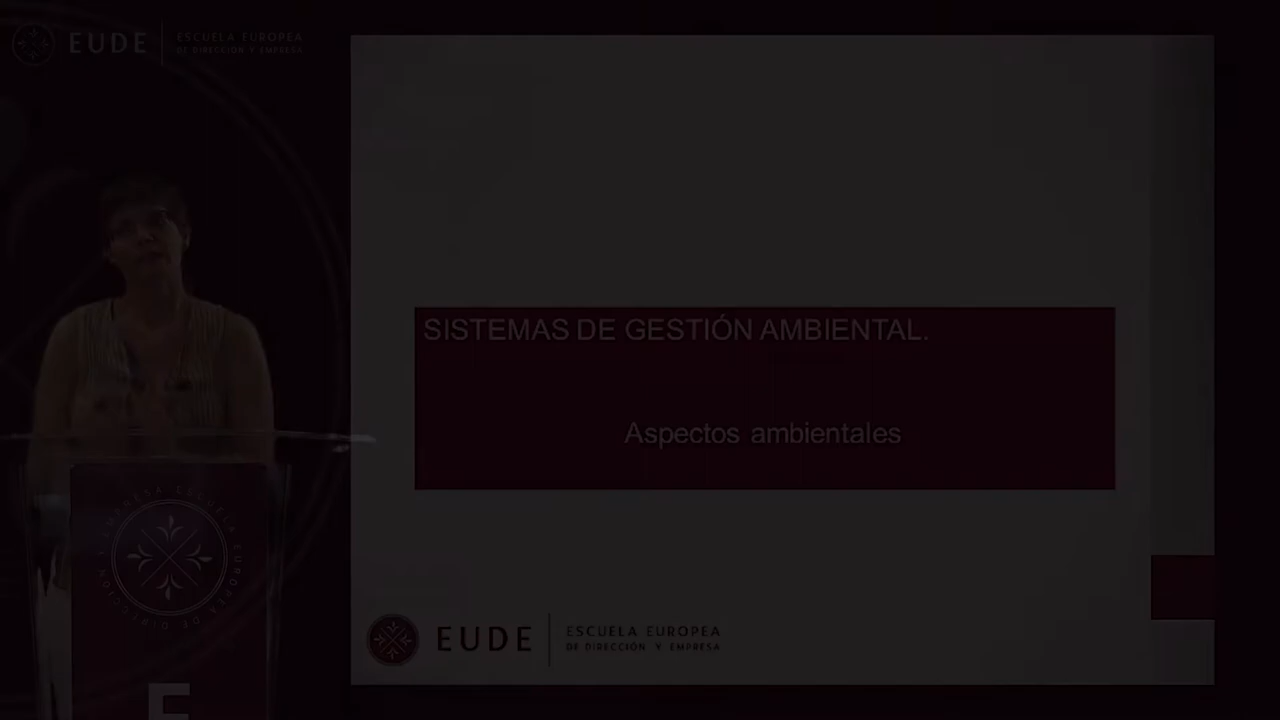 EUDE
ESCUELA EUROPEA
DE DIRECCIÓN Y EMPRESA
SISTEMAS DE GESTIÓN AMBIENTAL.
Aspectos ambientales
EUDE
ESCUELA EUROPEA
DE DIRECCIÓN Y EMPRESA
E